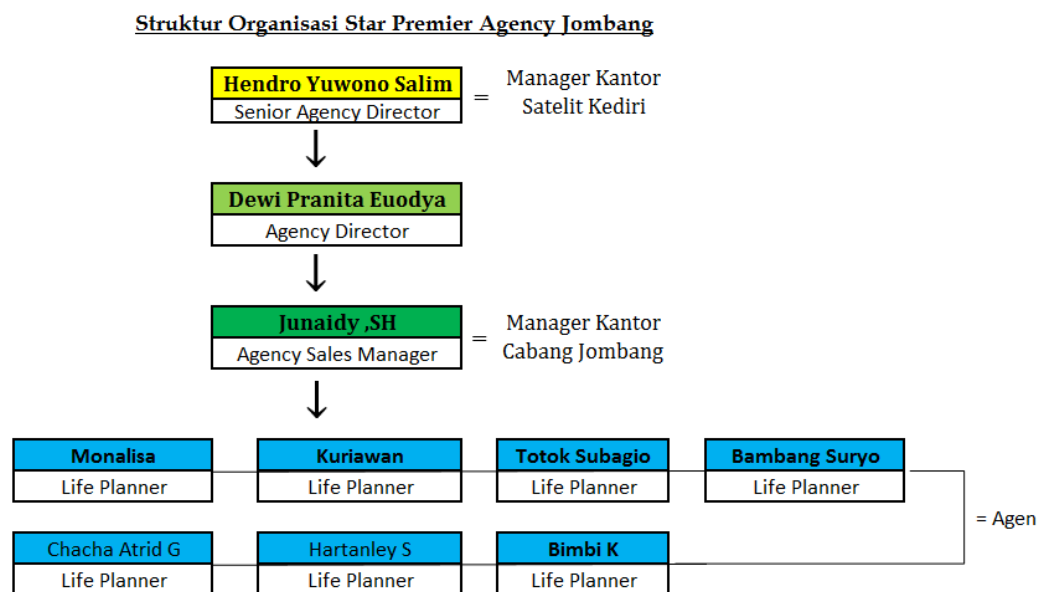 Struktur Organisasi Star Premier Agency Jombang
Hendro Yuwono Salim
Senior Agency Director
= Manager Kantor
Satelit Kediri
Dewi Pranita Euodya
Agency Director
Junaidy ,SH
Agency Sales Manager
= Manager Kantor
Cabang Jombang
Monalisa
Life Planner
Kuriawan
Life Planner
Totok Subagio
Life Planner
Bambang Suryo
Life Planner
= Agen
Chacha Atrid G
Life Planner
Hartanley S
Life Planner
Bimbi K
Life Planner